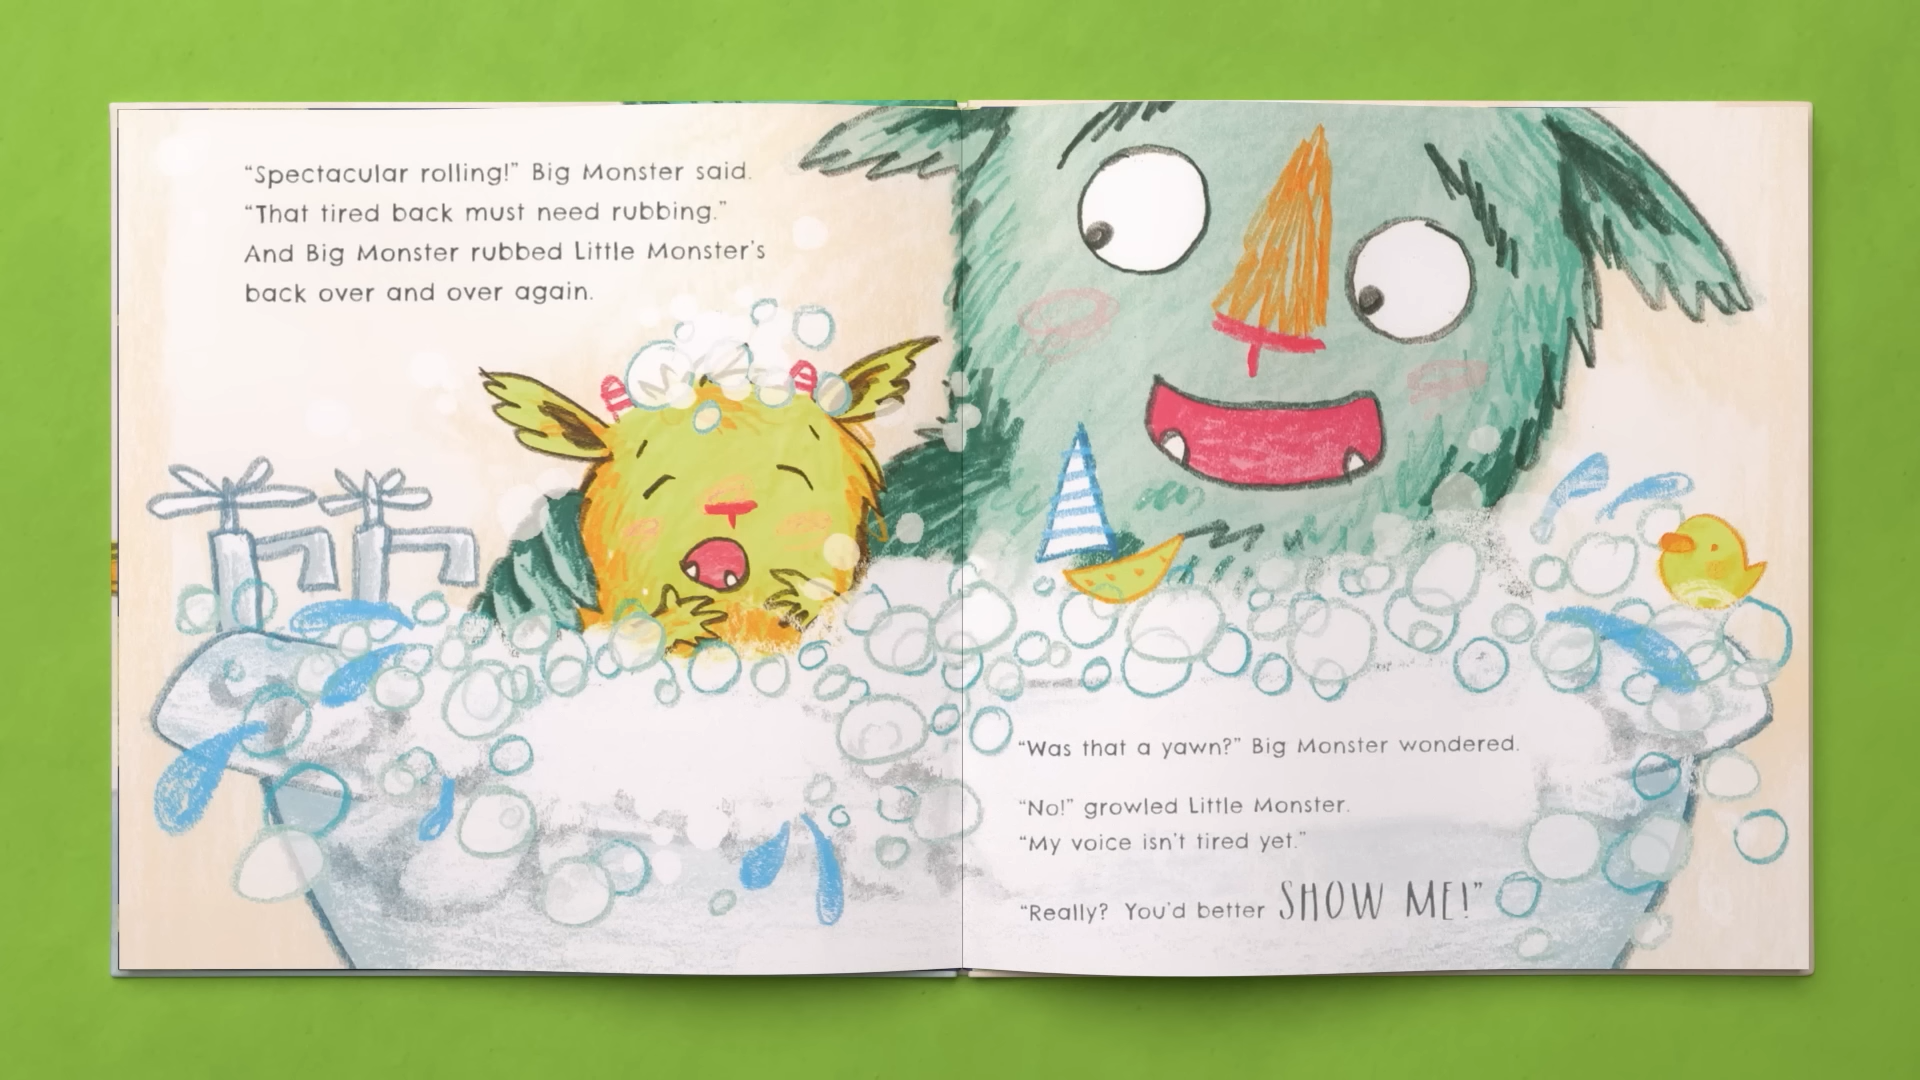 “Spectacular rolling!” Big Monster said.
“That tired back must need rubbing.”
And Big Monster rubbed Little Monster’s
back over and over again.
“Was that a yawn?” Big Monster wondered.
“No!” growled Little Monster.
“My voice isn’t tired yet.”
“Really? You’d better SHOW ME!”